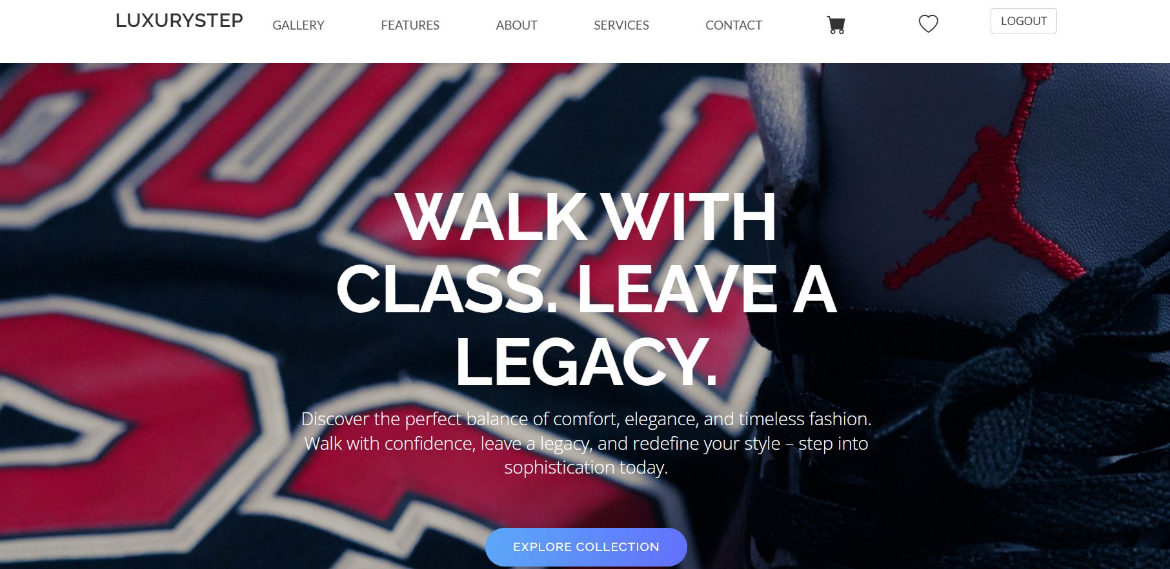 LUXURYSTEP GALLERY FEATURES ABOUT SERVICES CONTACT LOGOUT
BULL
WALK WITH
CLASS. LEAVE A
LEGACY.
Discover the perfect balance of comfort, elegance, and timeless fashion.
Walk with confidence, leave a legacy, and redefine your style – step into
sophistication today.
EXPLORE COLLECTION